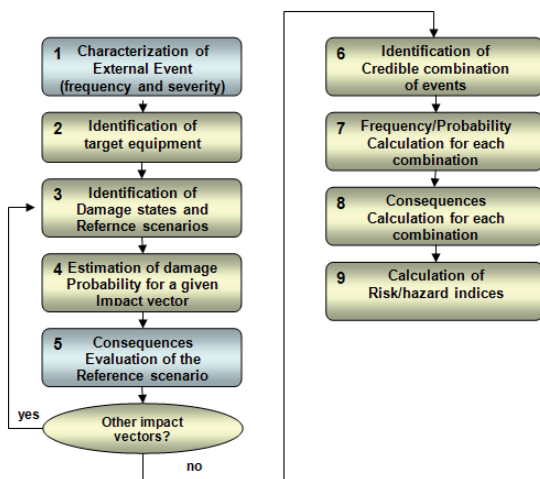 1
Characterization of
External Event
(frequency and severity)
2
Identification of
target equipment
3
Identification of
Damage states and
Refernce scenarios
4
Estimation of damage
Probability for a given
Impact vector
5
Consequences
Evaluation of the
Reference scenario
Other impact
vectors?
yes
no
6
Identification of
Credible combination
of events
7
Frequency/Probability
Calculation for each
combination
8
Consequences
Calculation for each
combination
9
Calculation of
Risk/hazard indices